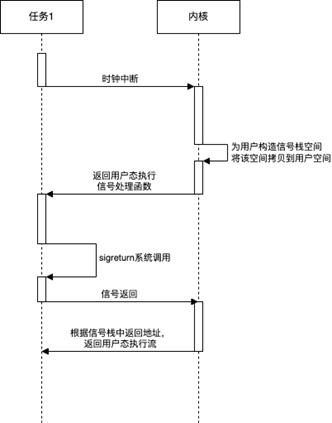 任务1
内核
时钟中断
为用户构造信号栈空间
将该空间拷贝到用户空间
返回用户态执行
信号处理函数
sigreturn系统调用
信号返回
根据信号栈中返回地址，
返回用户态执行流